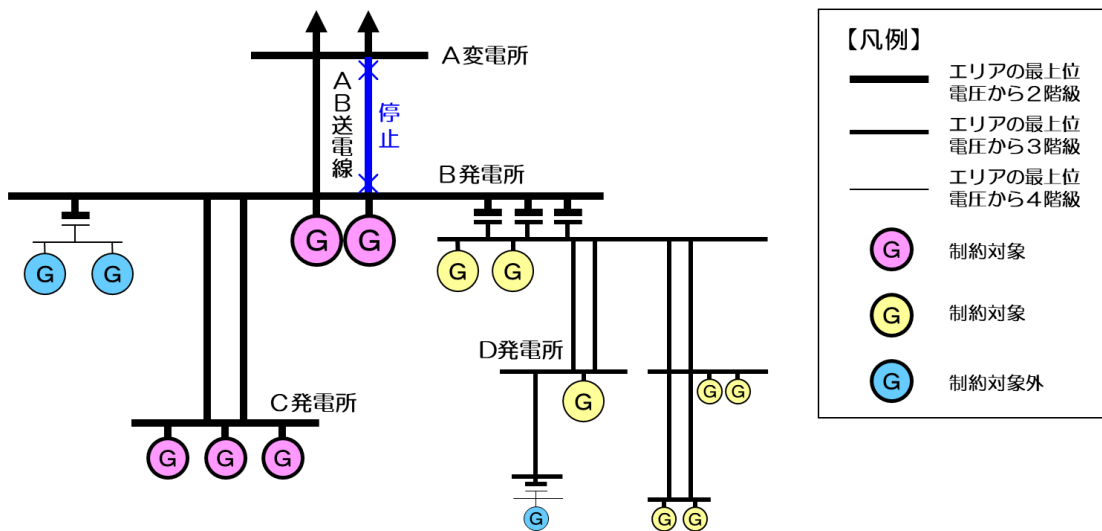 A変電所
AB送電線
停止
B発電所
G
G
G
G
G
G
D発電所
G
G
G
C発電所
G
G
G
G
G
G
【凡例】
エリアの最上位
電圧から2階級
エリアの最上位
電圧から3階級
エリアの最上位
電圧から4階級
G
制約対象
G
制約対象
G
制約対象外